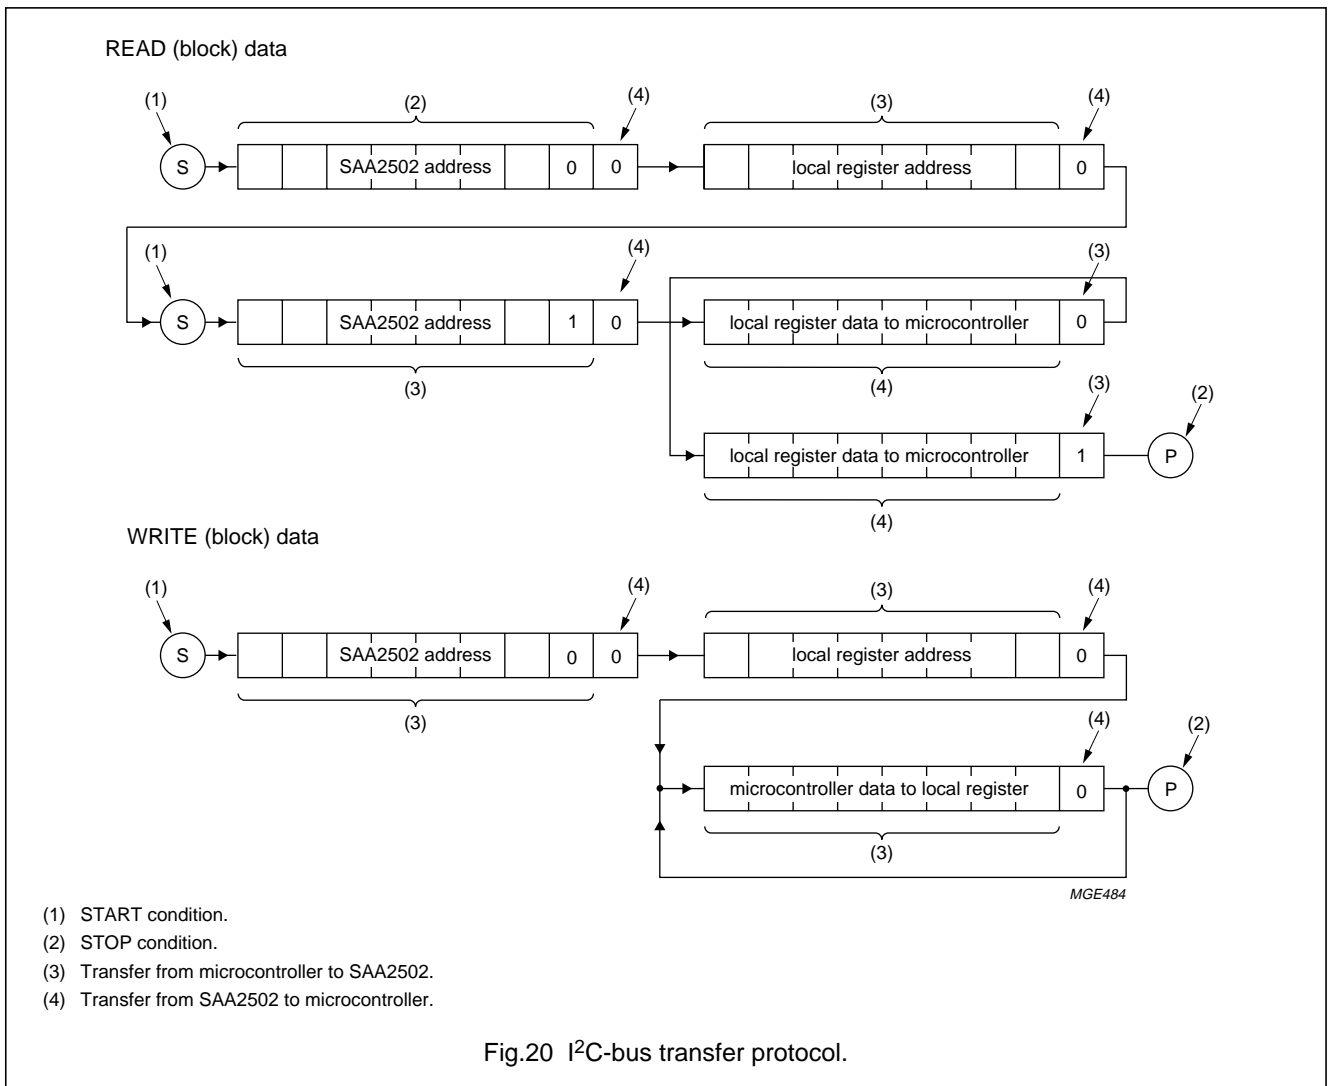 READ (block) data
(1) (2) (4) (3) (4)
S SAA2502 address 0 0 local register address 0
(1) (4) (3)
S SAA2502 address 1 0 local register data to microcontroller 0
(3) (4) (3) (2)
local register data to microcontroller 1 P
(4)
WRITE (block) data
(1) (4) (3) (4)
S SAA2502 address 0 0 local register address 0
(3) (4) (2)
microcontroller data to local register 0 P
(3)
MGE484
(1) START condition.
(2) STOP condition.
(3) Transfer from microcontroller to SAA2502.
(4) Transfer from SAA2502 to microcontroller.
Fig.20 I²C-bus transfer protocol.